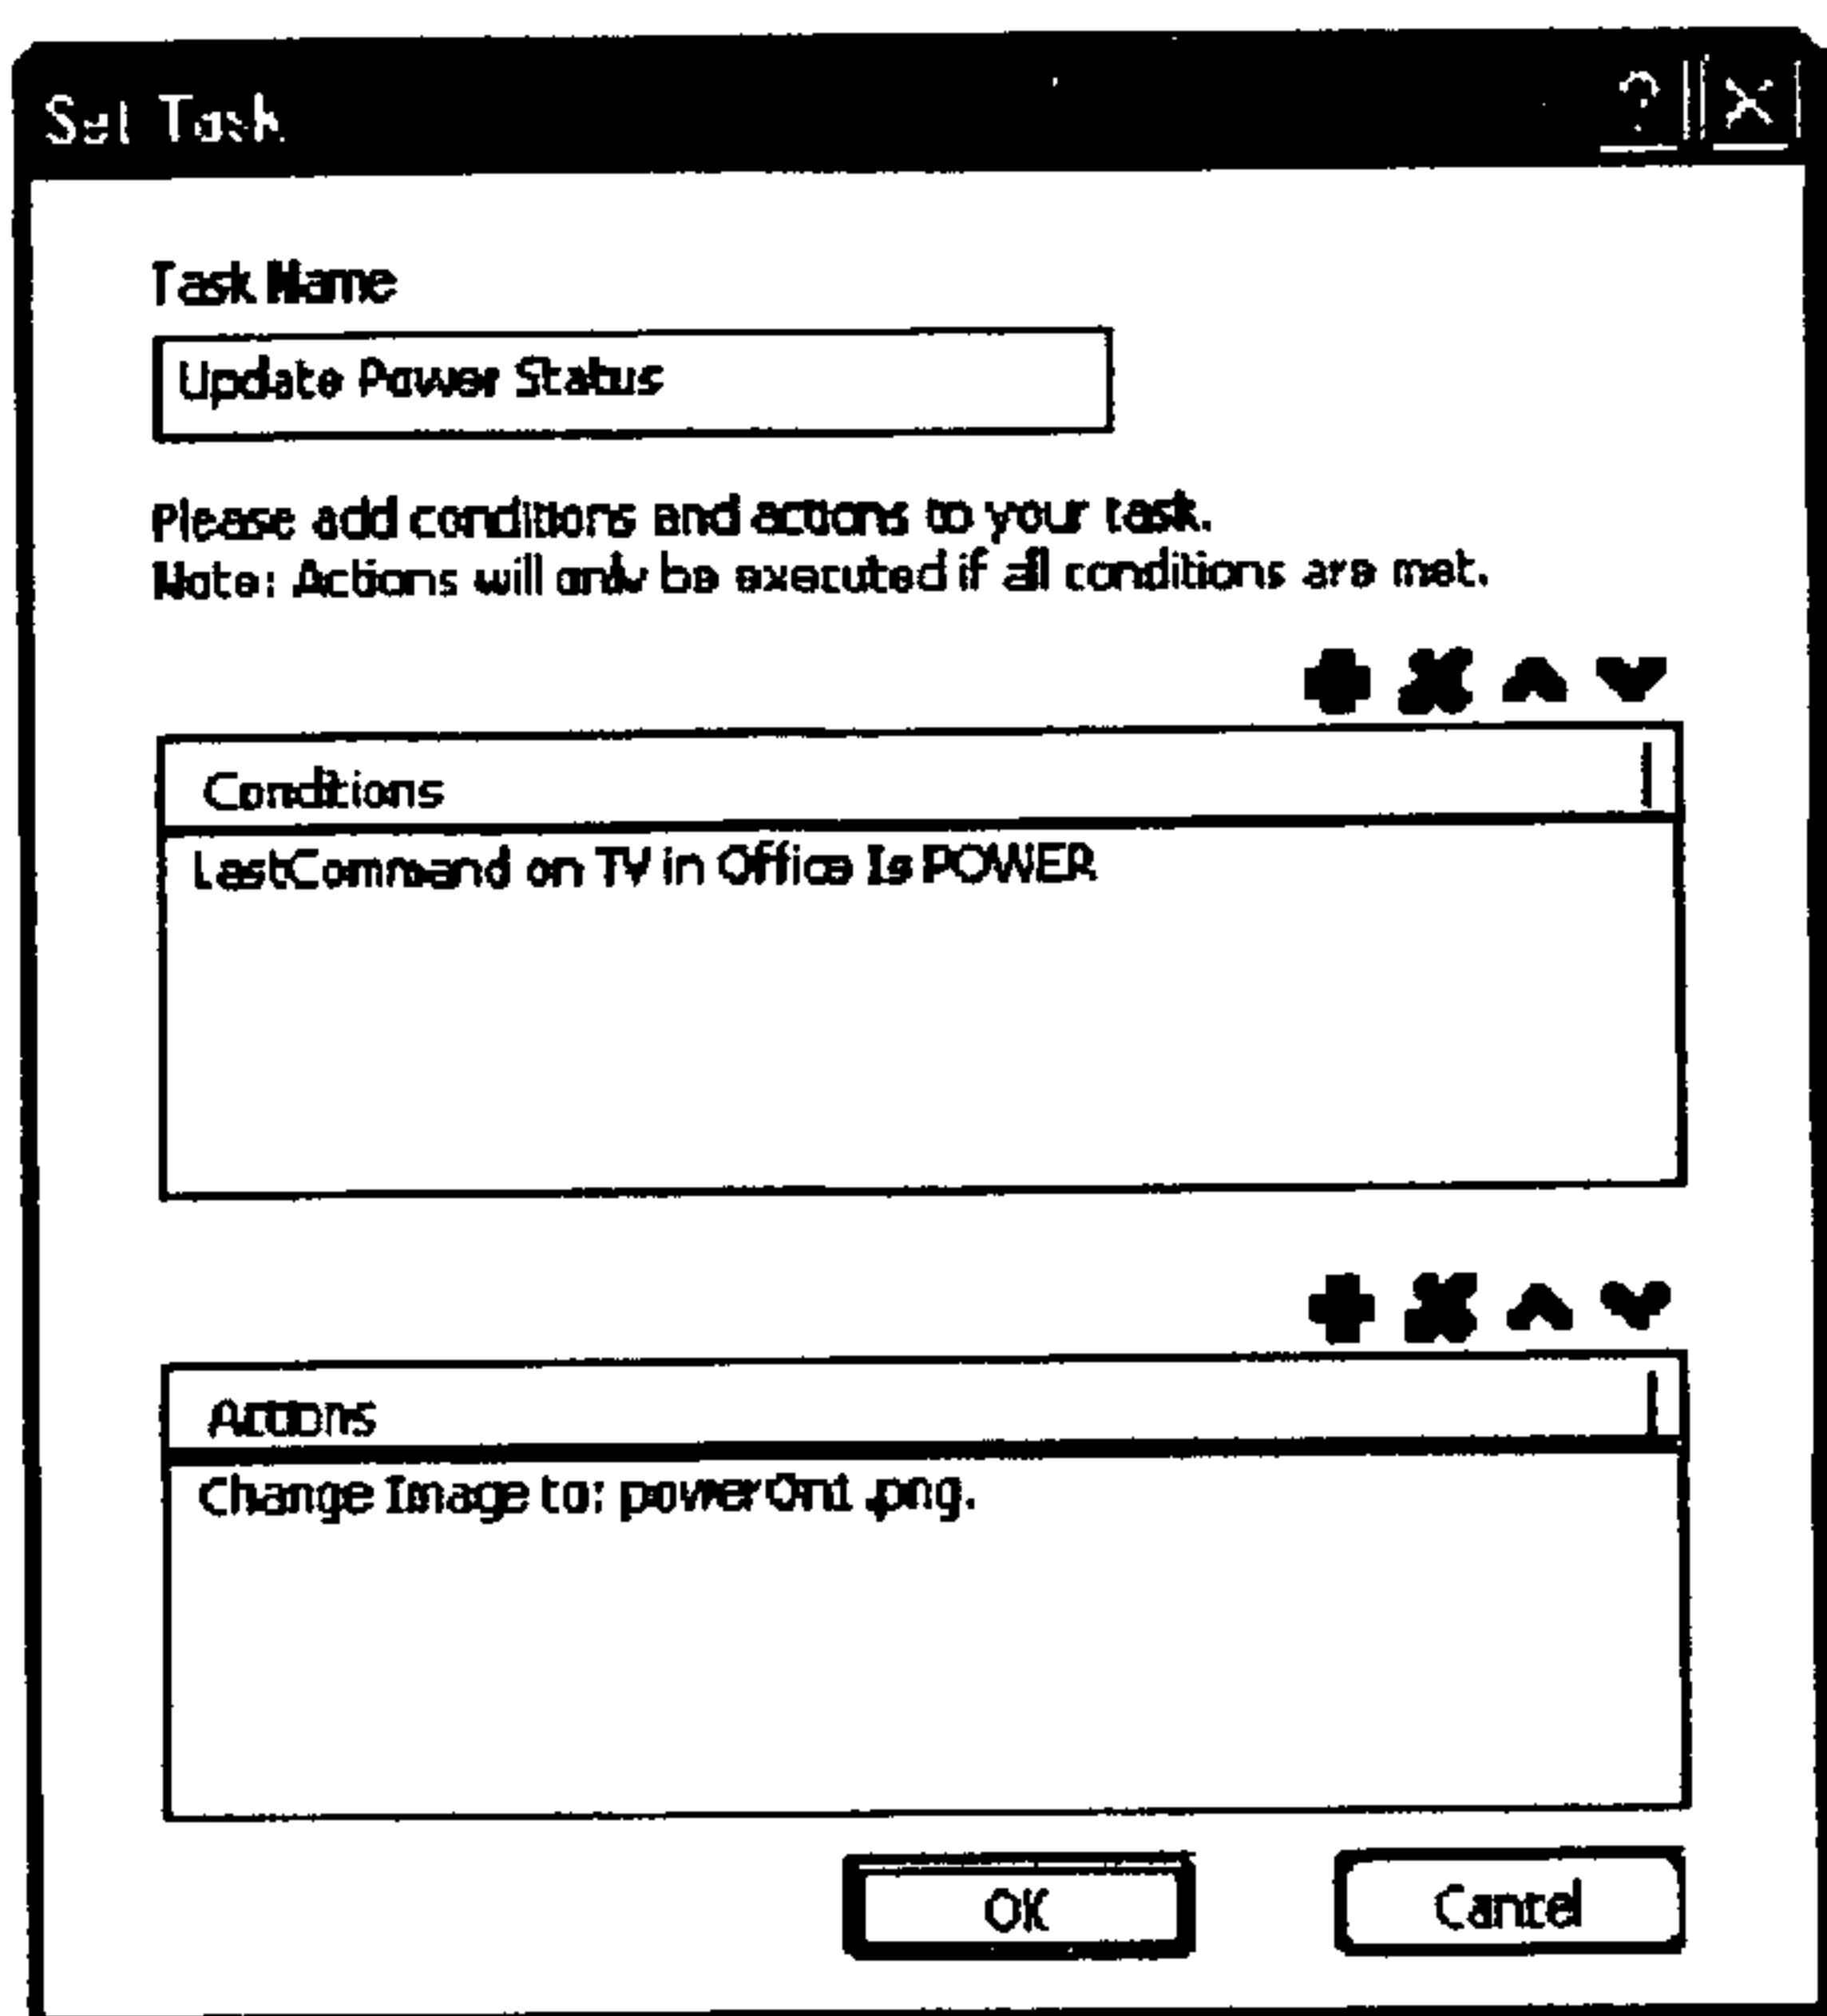 Set Task
Task Name
Update Power Status
Please add conditions and actions to your task.
Note: Actions will only be executed if all conditions are met.
Conditions
LastCommand on TV in Office Is POWER
Actions
Change Image to: .png.
OK
Cancel